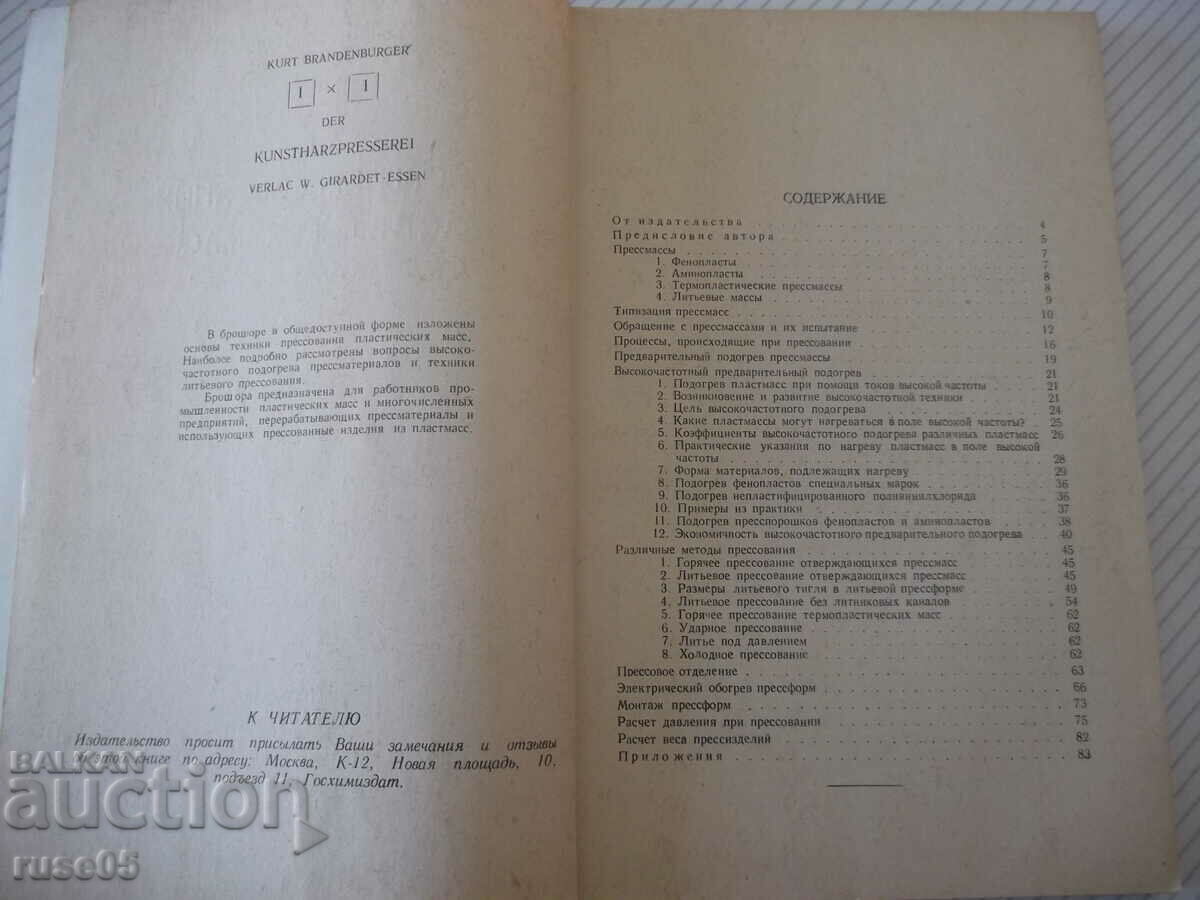 KURT BRANDENBURGER
1 × 1
DER
KUNSTHARZPRESSEREI
VERLAC W. GIRARDET-ESSEN
В брошюре в общедоступной форме изложены
основы техники прессования пластических масс.
Наиболее подробно рассмотрены вопросы высоко-
частотного подогрева прессматериалов и техники
литьевого прессования.
Брошюра предназначена для работников про-
мышленности пластических масс и многочисленных
предприятий, перерабатывающих прессматериалы и
использующих прессованные изделия из пластмасс.
К ЧИТАТЕЛЮ
Издательство просит присылать Ваши замечания и отзывы
об этой книге по адресу: Москва, К-12, Новая площадь, 10,
подъезд 11, Госхимиздат.
СОДЕРЖАНИЕ
От издательства 4
Предисловие автора 5
Прессмассы 7
1. Фенопласты 7
2. Аминопласты 8
3. Термопластические прессмассы 8
4. Литьевые массы 9
Типизация прессмасс 10
Обращение с прессмассами и их испытание 12
Процессы, происходящие при прессовании 16
Предварительный подогрев прессмассы 19
Высокочастотный предварительный подогрев 21
1. Подогрев пластмасс при помощи токов высокой частоты 21
2. Возникновение и развитие высокочастотной техники 21
3. Цель высокочастотного подогрева 24
4. Какие пластмассы могут нагреваться в поле высокой частоты? 25
5. Коэффициенты высокочастотного подогрева различных пластмасс 26
6. Практические указания по нагреву пластмасс в поле высокой
частоты 28
7. Форма материалов, подлежащих нагреву 29
8. Подогрев фенопластов специальных марок 36
9. Подогрев непластифицированного поливинилхлорида 36
10. Примеры из практики 37
11. Подогрев пресспорошков фенопластов и аминопластов 38
12. Экономичность высокочастотного предварительного подогрева 40
Различные методы прессования 45
1. Горячее прессование отверждающихся прессмасс 45
2. Литьевое прессование отверждающихся прессмасс 45
3. Размеры литьевого тигля в литьевой прессформе 49
4. Литьевое прессование без литниковых каналов 54
5. Горячее прессование термопластических масс 62
6. Ударное прессование 62
7. Литье под давлением 62
8. Холодное прессование 62
Прессовое отделение 63
Электрический обогрев прессформ 66
Монтаж прессформ 73
Расчет давления при прессовании 75
Расчет веса прессизделий 82
Приложения 83
BALKAN
auction
ruse05